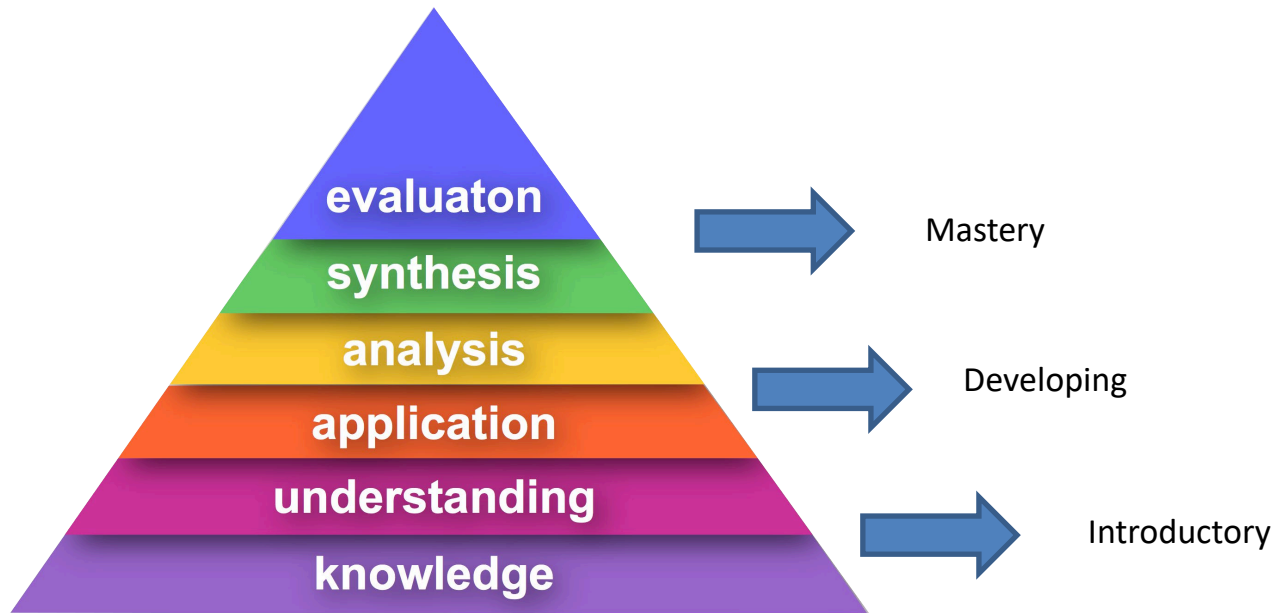 evaluaton
Mastery
synthesis
analysis
Developing
application
understanding
Introductory
knowledge